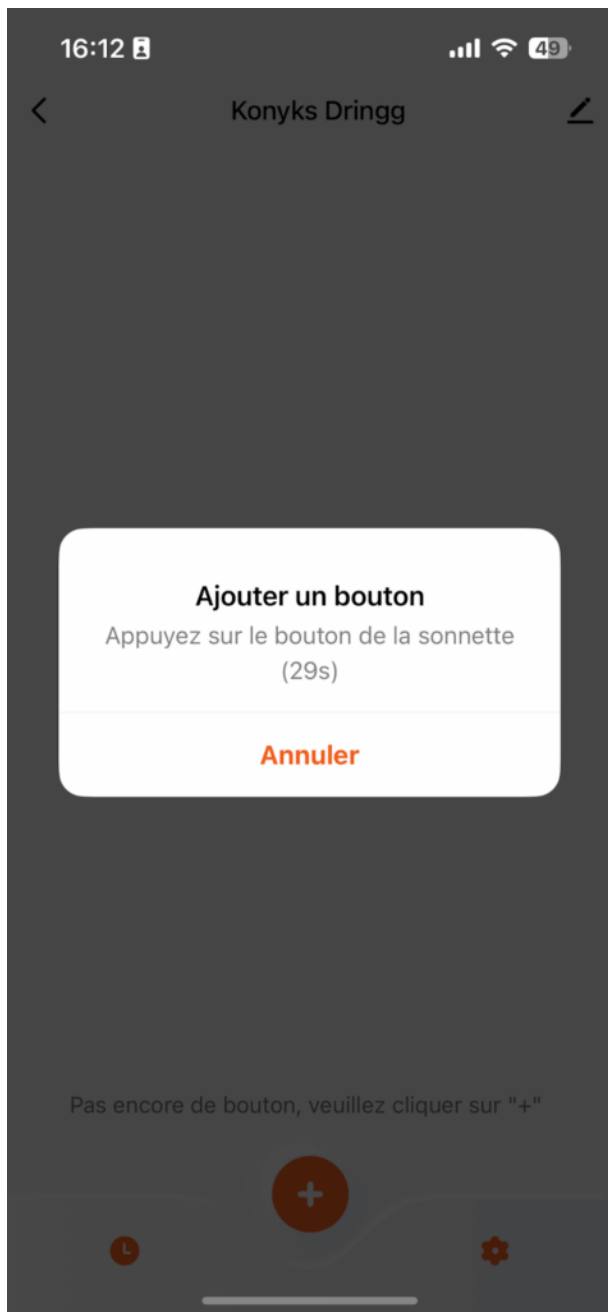 16:12
49
Konyks Dringg
Ajouter un bouton
Appuyez sur le bouton de la sonnette
(29s)
Annuler
Pas encore de bouton, veuillez cliquer sur "+"